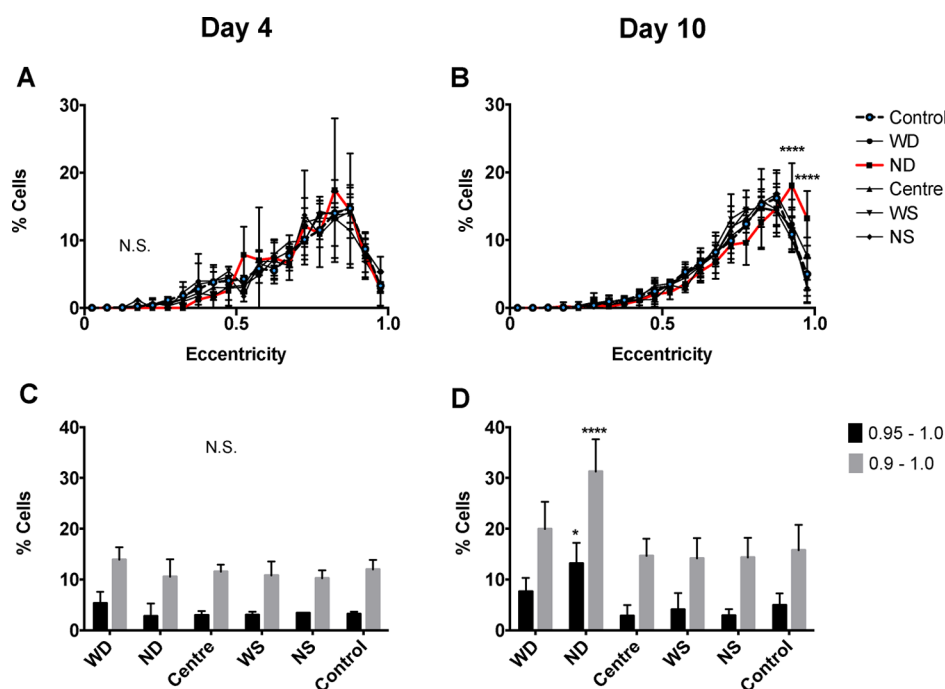 Day 4
Day 10
A
B
% Cells
30
20
10
0
N.S.
0
0.5
1.0
Eccentricity
% Cells
30
20
10
0
****
****
0
0.5
1.0
Eccentricity
Control
WD
ND
Centre
WS
NS
C
D
% Cells
40
30
20
10
0
N.S.
WD
ND
Centre
WS
NS
Control
% Cells
40
30
20
10
0
*
****
WD
ND
Centre
WS
NS
Control
0.95 - 1.0
0.9 - 1.0